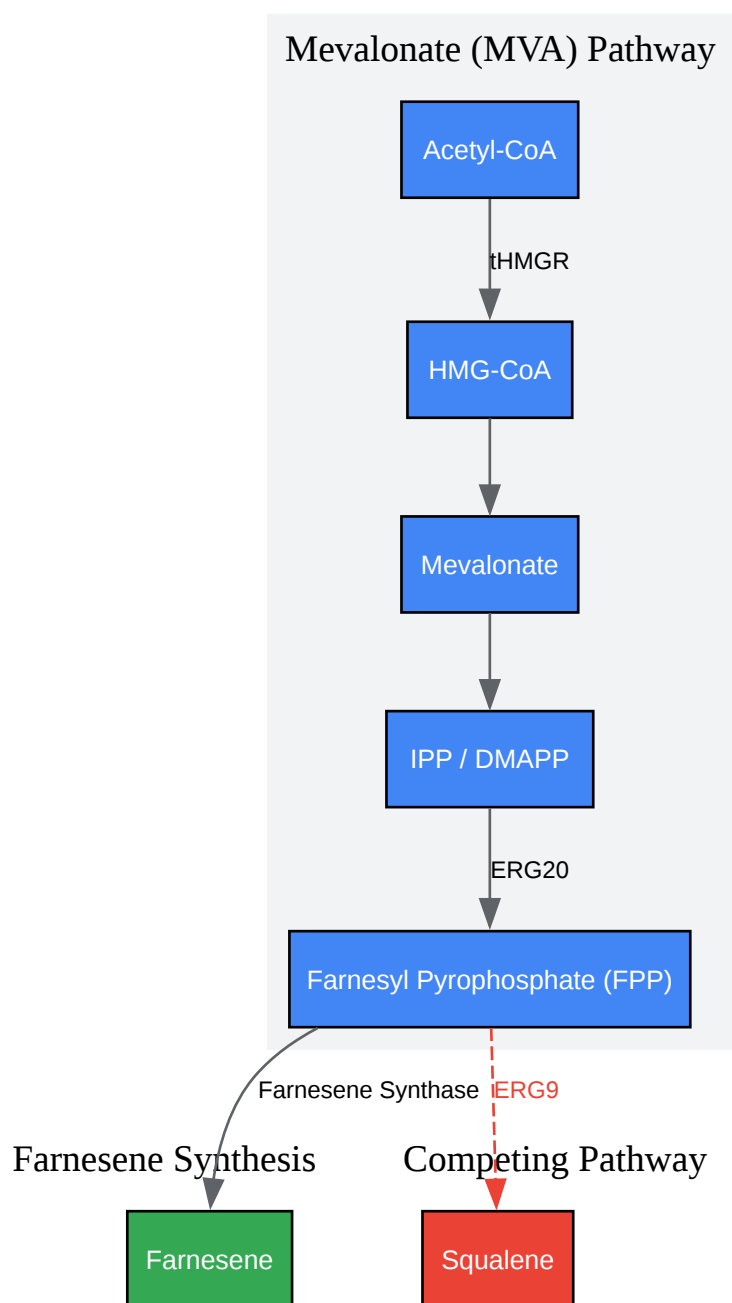 Mevalonate (MVA) Pathway
Acetyl-CoA
tHMGR
HMG-CoA
Mevalonate
IPP / DMAPP
ERG20
Farnesyl Pyrophosphate (FPP)
Farnesene Synthase
ERG9
Farnesene Synthesis
Competing Pathway
Farnesene
Squalene